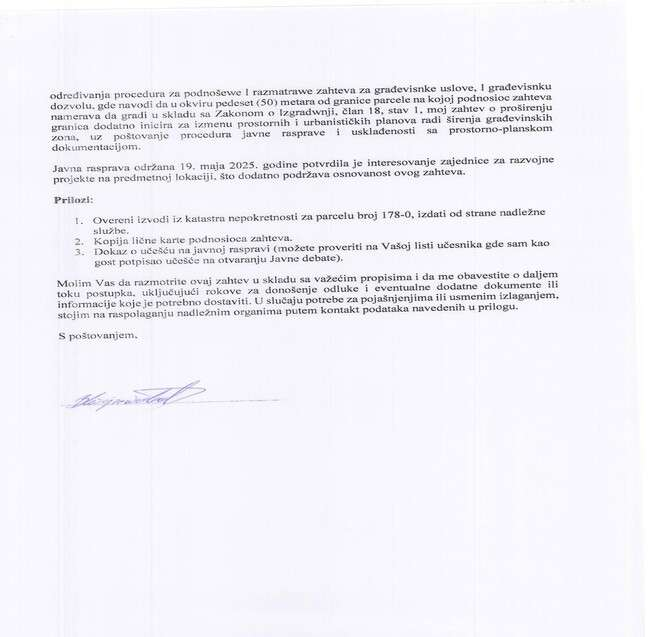 određivanja procedura za podnošewe I razmatrawe zahteva za građevisnke uslove, I građevisnku
dozvolu, gde navodi da u okviru pedeset (50) metara od granice parcele na kojoj podnosioc zahteva
namerava da gradi u skladu sa Zakonom o Izgradwnji, član 18, stav 1, moj zahtev o proširenju
granica dodatno inicira za izmenu prostornih i urbanističkih planova radi širenja građevinskih
zona, uz poštovanje procedura javne rasprave i usklađenosti sa prostorno-planskom
dokumentacijom.
Javna rasprava održana 19. maja 2025. godine potvrdila je interesovanje zajednice za razvojne
projekte na predmetnoj lokaciji, što dodatno podržava osnovanost ovog zahteva.
Prilozi:
1. Overeni izvodi iz katastra nepokretnosti za parcelu broj 178-0, izdati od strane nadležne
službe.
2. Kopija lične karte podnosioca zahteva.
3. Dokaz o učešću na javnoj raspravi (možete proveriti na Vašoj listi učesnika gde sam kao
gost potpisao učešće na otvaranju Javne debate).
Molim Vas da razmotrite ovaj zahtev u skladu sa važećim propisima i da me obavestite o daljem
toku postupka, uključujući rokove za donošenje odluke i eventualne dodatne dokumente ili
informacije koje je potrebno dostaviti. U slučaju potrebe za pojašnjenjima ili usmenim izlaganjem,
stojim na raspolaganju nadležnim organima putem kontakt podataka navedenih u prilogu.
S poštovanjem,